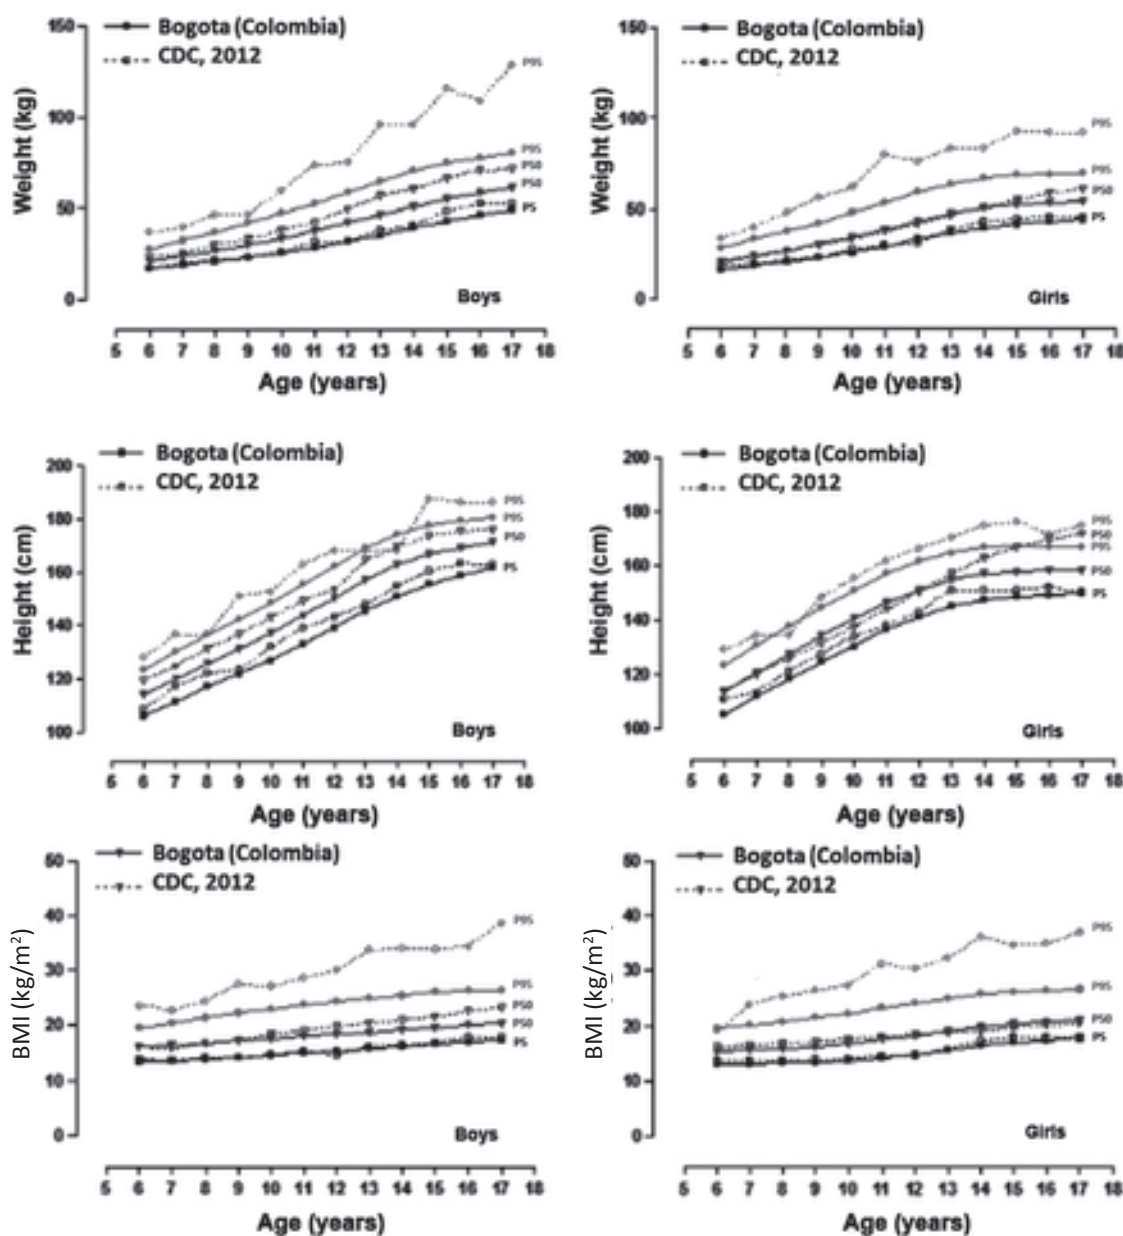 150
Bogota (Colombia)
CDC, 2012
P95
100
P95
P50
P50
50
P5
0
Boys
Weight (kg)
5 6 7 8 9 10 11 12 13 14 15 16 17 18
Age (years)
150
Bogota (Colombia)
CDC, 2012
P95
100
P95
P50
50
P5
0
Girls
Weight (kg)
5 6 7 8 9 10 11 12 13 14 15 16 17 18
Age (years)
Bogota (Colombia)
200
CDC, 2012
P95
180
P95
P50
160
P5
140
120
100
Boys
Height (cm)
5 6 7 8 9 10 11 12 13 14 15 16 17 18
Age (years)
Bogota (Colombia)
200
CDC, 2012
180
P95
P50
P95
160
P50
P5
140
120
100
Girls
Height (cm)
5 6 7 8 9 10 11 12 13 14 15 16 17 18
Age (years)
Bogota (Colombia)
50
CDC, 2012
40
P95
30
P95
P50
20
P50
P5
10
0
Boys
BMI (kg/m²)
5 6 7 8 9 10 11 12 13 14 15 16 17 18
Age (years)
Bogota (Colombia)
50
CDC, 2012
40
P95
30
P95
20
P50
P5
10
0
Girls
BMI (kg/m²)
5 6 7 8 9 10 11 12 13 14 15 16 17 18
Age (years)